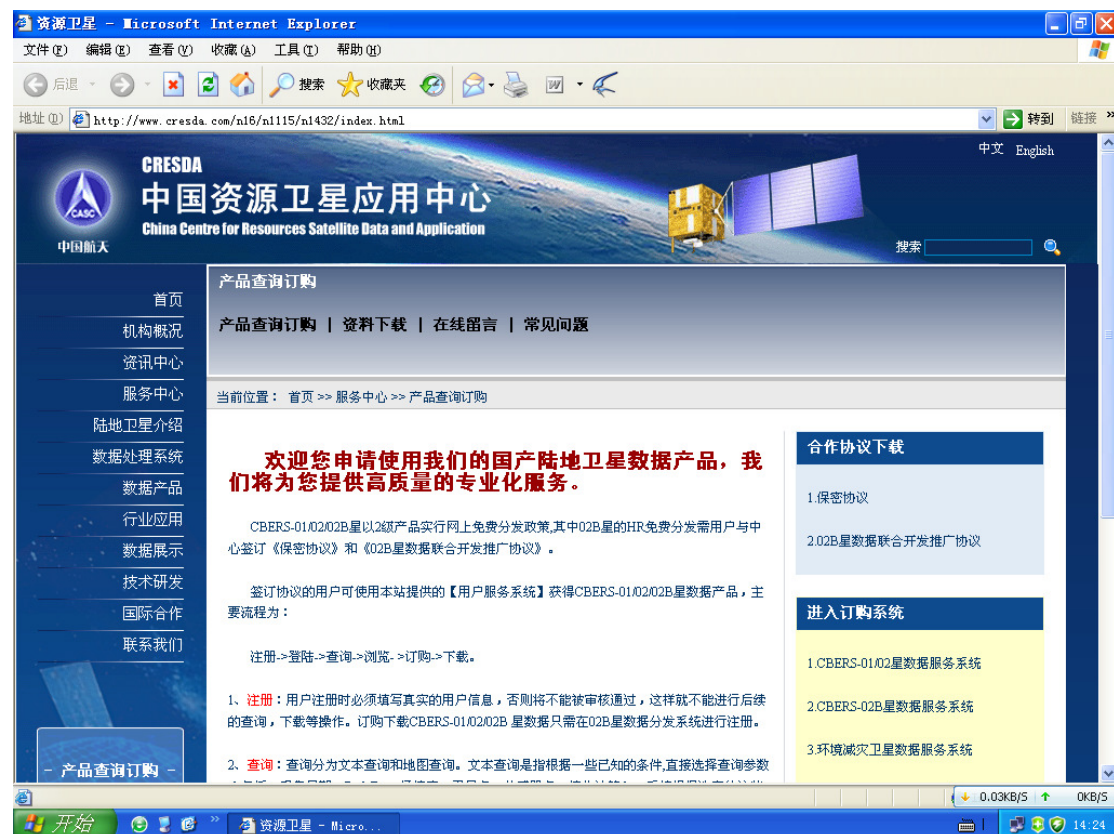 资源卫星 - Microsoft Internet Explorer
文件(F) 编辑(E) 查看(V) 收藏(A) 工具(T) 帮助(H)
后退 搜索 收藏夹
地址(D) http://www.cresda.com/n16/n1115/n1432/index.html 转到 链接 »
中文 English
CRESDA
中国资源卫星应用中心
China Centre for Resources Satellite Data and Application
CASC
中国航天
搜索
首页
机构概况
资讯中心
服务中心
陆地卫星介绍
数据处理系统
数据产品
行业应用
数据展示
技术研发
国际合作
联系我们
- 产品查询订购 -
产品查询订购
产品查询订购 | 资料下载 | 在线留言 | 常见问题
当前位置： 首页 >> 服务中心 >> 产品查询订购
欢迎您申请使用我们的国产陆地卫星数据产品，我
们将为您提供高质量的专业化服务。
CBERS-01/02/02B星以2级产品实行网上免费分发政策,其中02B星的HR免费分发需用户与中
心签订《保密协议》和《02B星数据联合开发推广协议》。
签订协议的用户可使用本站提供的【用户服务系统】获得CBERS-01/02/02B星数据产品，主
要流程为：
注册->登陆->查询->浏览->订购->下载。
1、注册：用户注册时必须填写真实的用户信息，否则将不能被审核通过，这样就不能进行后续
的查询，下载等操作。订购下载CBERS-01/02/02B 星数据只需在02B星数据分发系统进行注册。
2、查询：查询分为文本查询和地图查询。文本查询是指根据一些已知的条件,直接选择查询参数
合作协议下载
1.保密协议
2.02B星数据联合开发推广协议
进入订购系统
1.CBERS-01/02星数据服务系统
2.CBERS-02B星数据服务系统
3.环境减灾卫星数据服务系统
0.03KB/S 0KB/S
开始 » 资源卫星 - Micro... 14:24